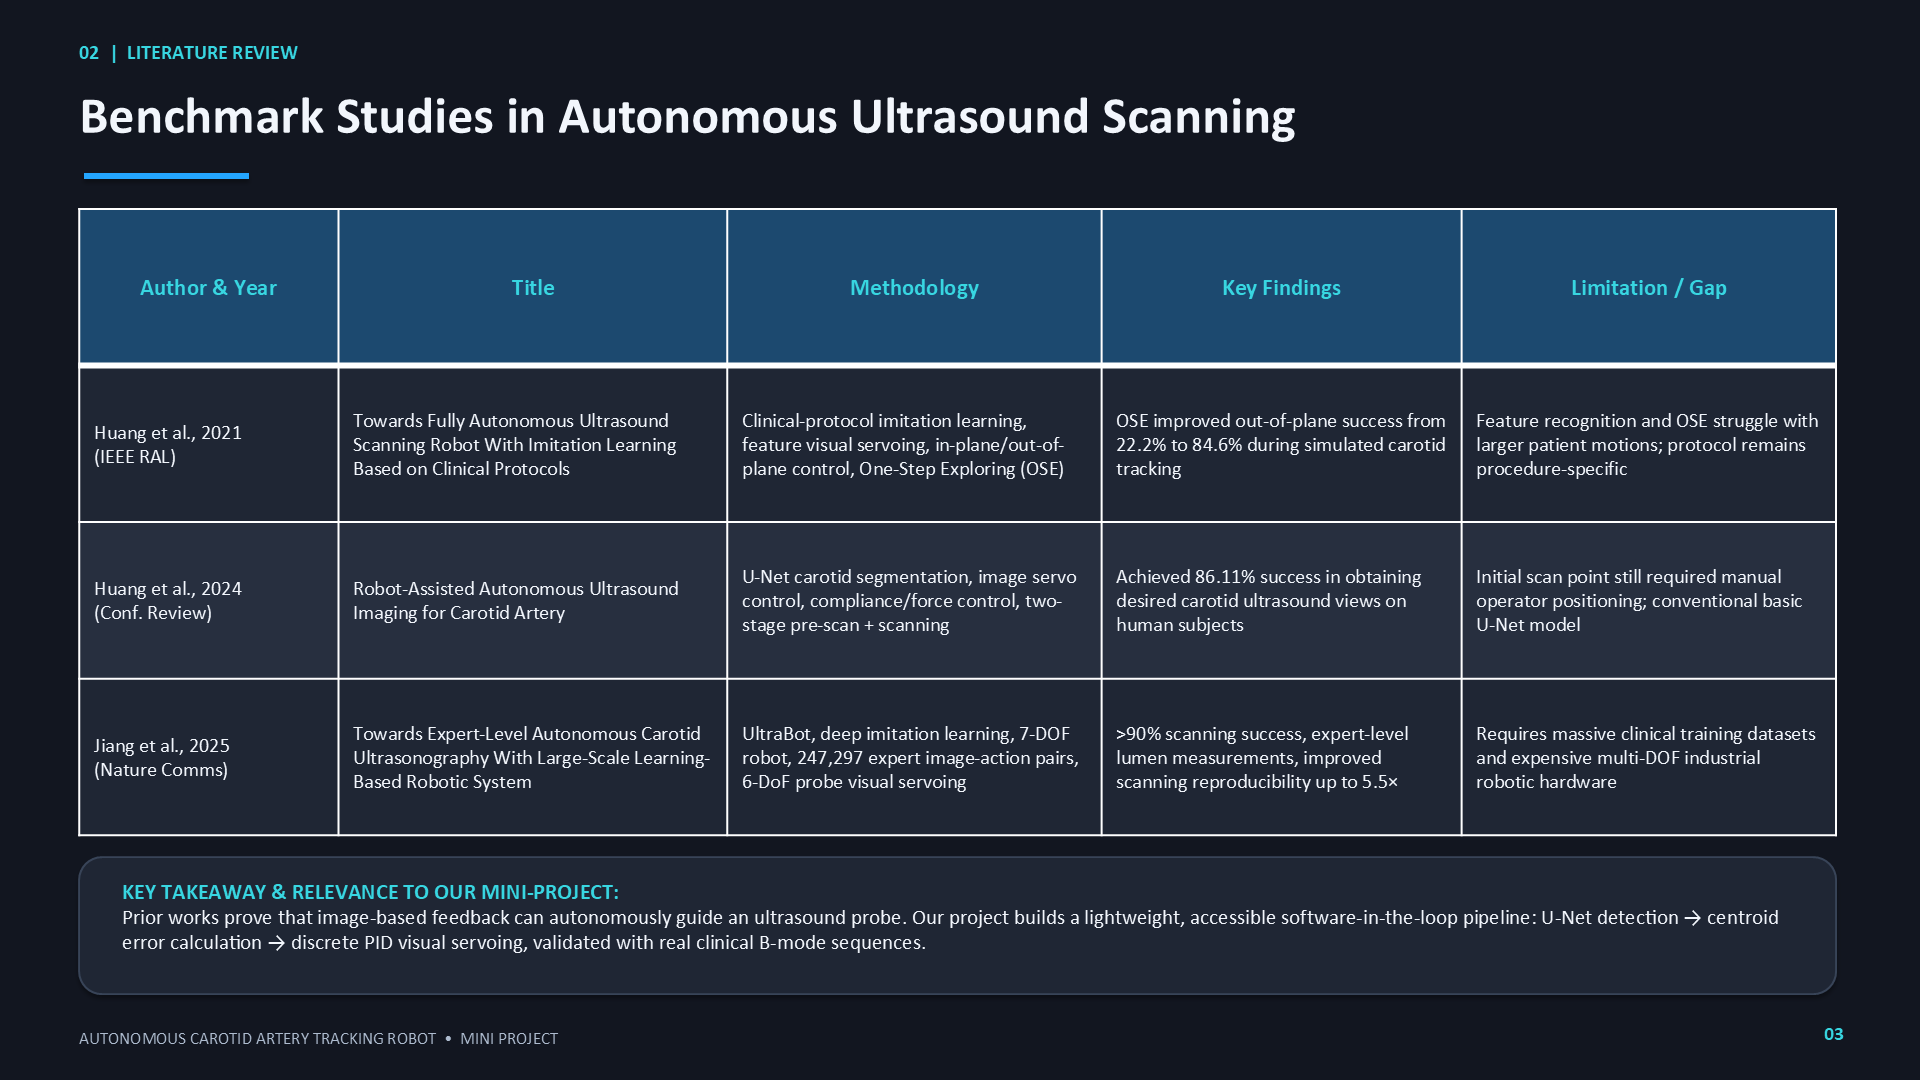 02 | LITERATURE REVIEW
Benchmark Studies in Autonomous Ultrasound Scanning
Author & Year
Title
Methodology
Key Findings
Limitation / Gap
Huang et al., 2021
(IEEE RAL)
Towards Fully Autonomous Ultrasound
Scanning Robot With Imitation Learning
Based on Clinical Protocols
Clinical-protocol imitation learning,
feature visual servoing, in-plane/out-of-
plane control, One-Step Exploring (OSE)
OSE improved out-of-plane success from
22.2% to 84.6% during simulated carotid
tracking
Feature recognition and OSE struggle with
larger patient motions; protocol remains
procedure-specific
Huang et al., 2024
(Conf. Review)
Robot-Assisted Autonomous Ultrasound
Imaging for Carotid Artery
U-Net carotid segmentation, image servo
control, compliance/force control, two-
stage pre-scan + scanning
Achieved 86.11% success in obtaining
desired carotid ultrasound views on
human subjects
Initial scan point still required manual
operator positioning; conventional basic
U-Net model
Jiang et al., 2025
(Nature Comms)
Towards Expert-Level Autonomous Carotid
Ultrasonography With Large-Scale Learning-
Based Robotic System
UltraBot, deep imitation learning, 7-DOF
robot, 247,297 expert image-action pairs,
6-DoF probe visual servoing
>90% scanning success, expert-level
lumen measurements, improved
scanning reproducibility up to 5.5×
Requires massive clinical training datasets
and expensive multi-DOF industrial
robotic hardware
KEY TAKEAWAY & RELEVANCE TO OUR MINI-PROJECT:
Prior works prove that image-based feedback can autonomously guide an ultrasound probe. Our project builds a lightweight, accessible software-in-the-loop pipeline: U-Net detection → centroid
error calculation → discrete PID visual servoing, validated with real clinical B-mode sequences.
AUTONOMOUS CAROTID ARTERY TRACKING ROBOT • MINI PROJECT
03